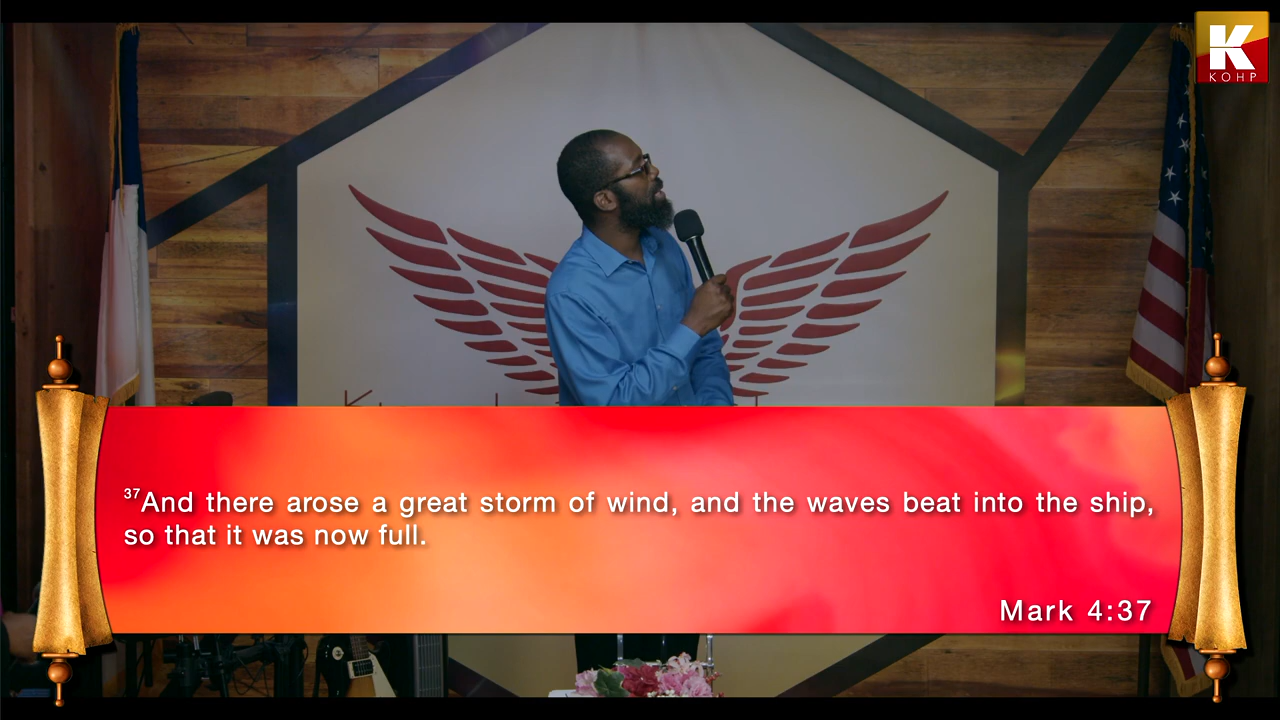 K
KOHP
³⁷And there arose a great storm of wind, and the waves beat into the ship,
so that it was now full.
Mark 4:37